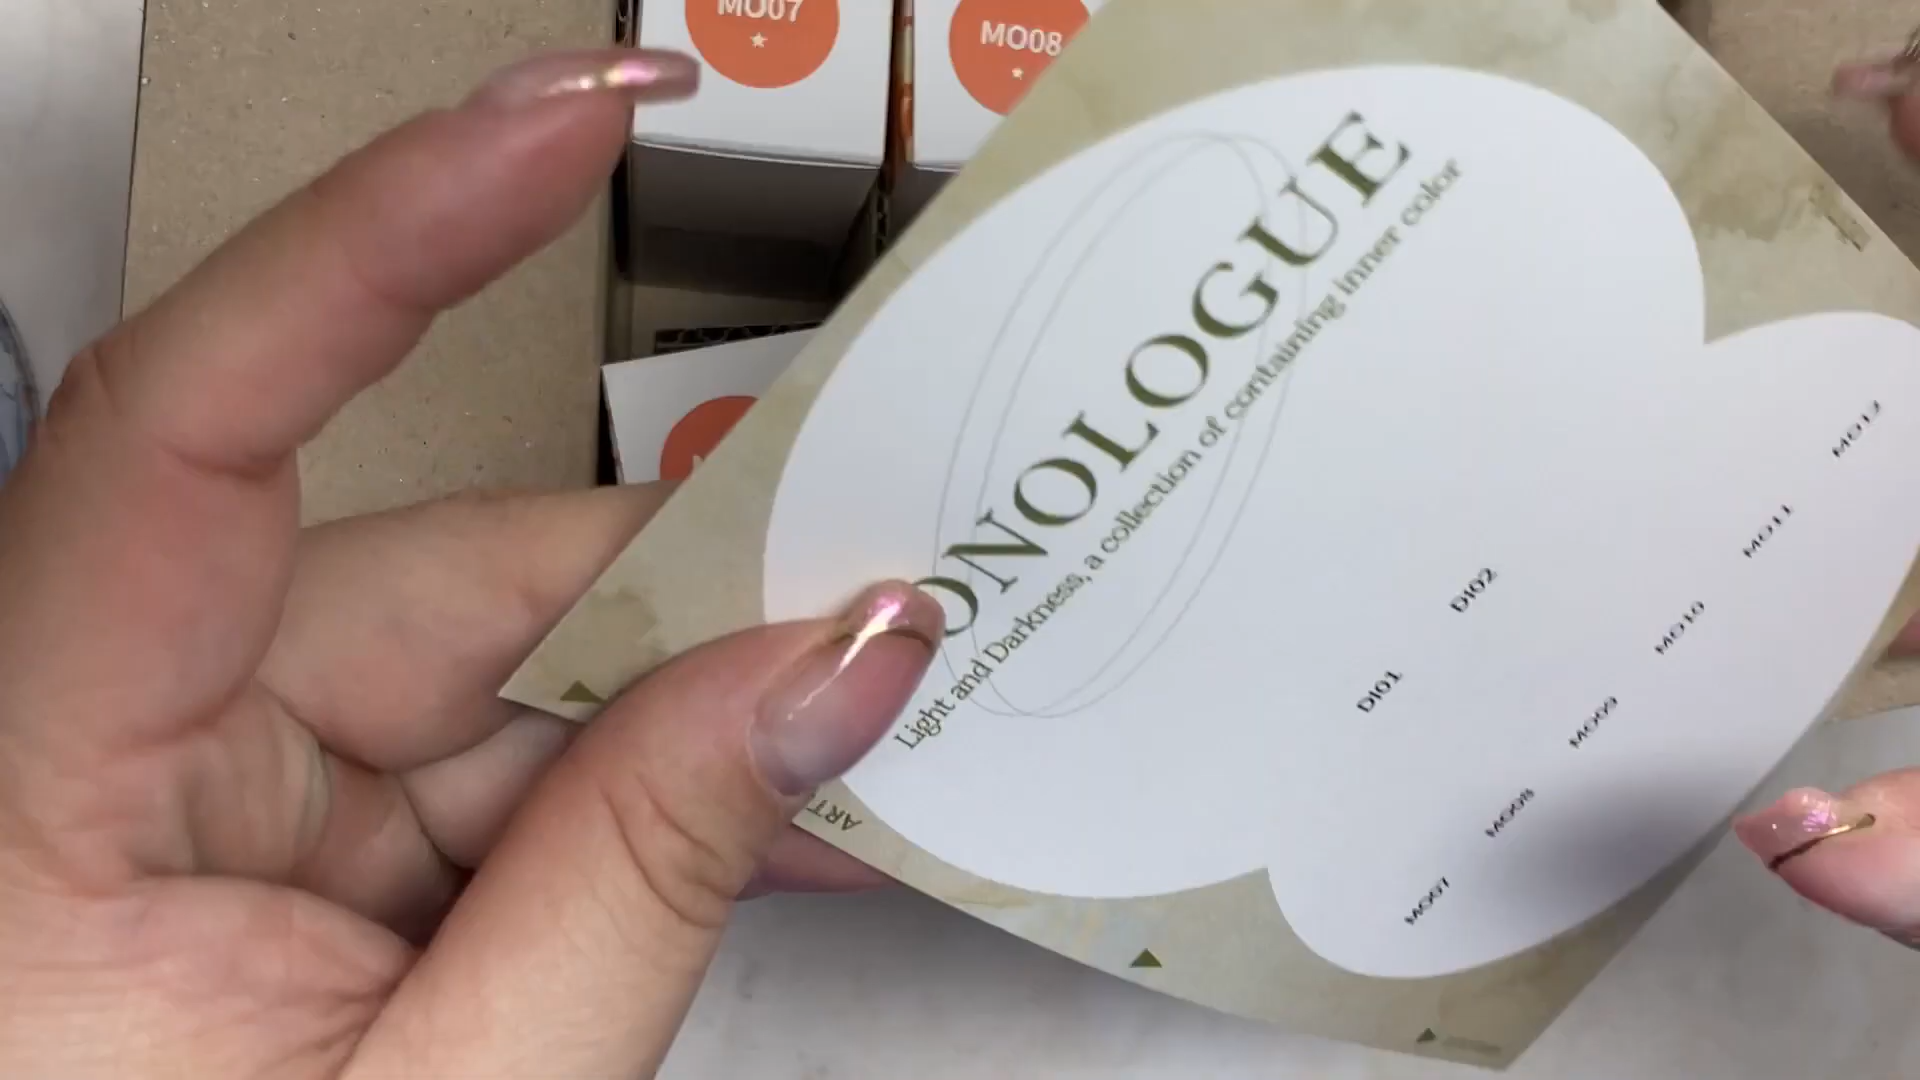 MO07
MO08
ONOLOGUE
Light and Darkness, a collection of containing inner color
DI01
DI02
MO07
MO08
MO09
MO10
MO11
MO12